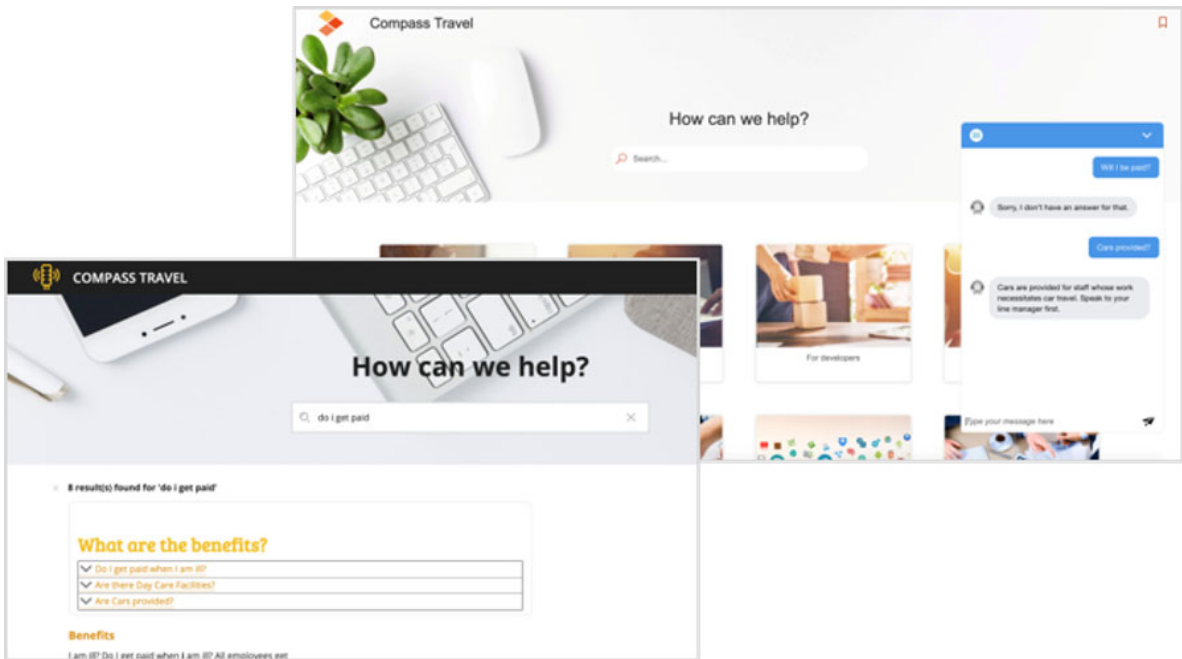 Compass Travel
How can we help?
Search...
Will I be paid?
Sorry, I don't have an answer for that.
Cars provided?
Cars are provided for staff whose work
necessitates car travel. Speak to your
line manager first.
For developers
Type your message here
COMPASS TRAVEL
How can we help?
do i get paid
8 result(s) found for 'do i get paid'
What are the benefits?
Do I get paid when I am ill?
Are there Day Care Facilities?
Are Cars provided?
Benefits
I am ill? Do I get paid when I am ill? All employees get